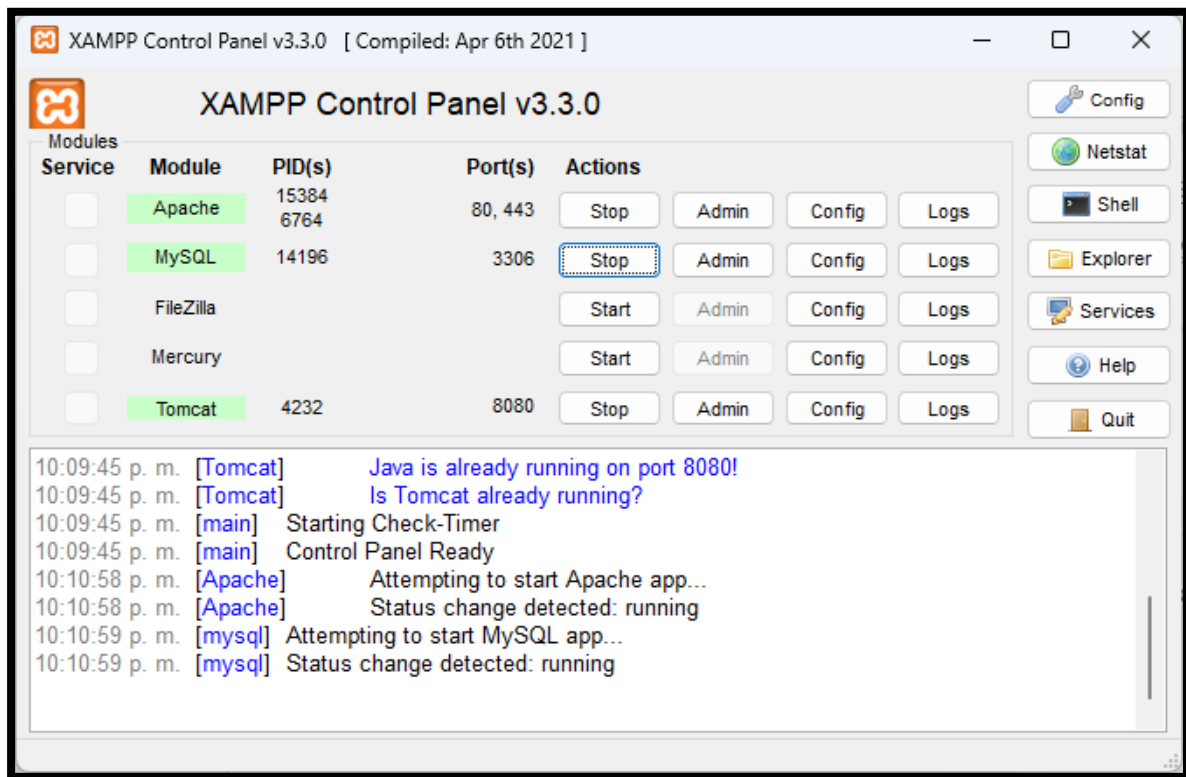 XAMPP Control Panel v3.3.0 [ Compiled: Apr 6th 2021 ]
XAMPP Control Panel v3.3.0
Config
Modules
Service Module PID(s) Port(s) Actions
Netstat
Apache 15384 6764 80, 443 Stop Admin Config Logs
Shell
MySQL 14196 3306 Stop Admin Config Logs
Explorer
FileZilla Start Admin Config Logs
Services
Mercury Start Admin Config Logs
Help
Tomcat 4232 8080 Stop Admin Config Logs
Quit
10:09:45 p. m. [Tomcat] Java is already running on port 8080!
10:09:45 p. m. [Tomcat] Is Tomcat already running?
10:09:45 p. m. [main] Starting Check-Timer
10:09:45 p. m. [main] Control Panel Ready
10:10:58 p. m. [Apache] Attempting to start Apache app...
10:10:58 p. m. [Apache] Status change detected: running
10:10:59 p. m. [mysql] Attempting to start MySQL app...
10:10:59 p. m. [mysql] Status change detected: running